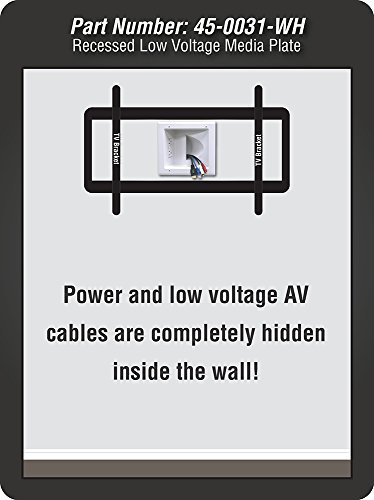 Part Number: 45-0031-WH
Recessed Low Voltage Media Plate
TV Bracket
TV Bracket
Power and low voltage AV
cables are completely hidden
inside the wall!